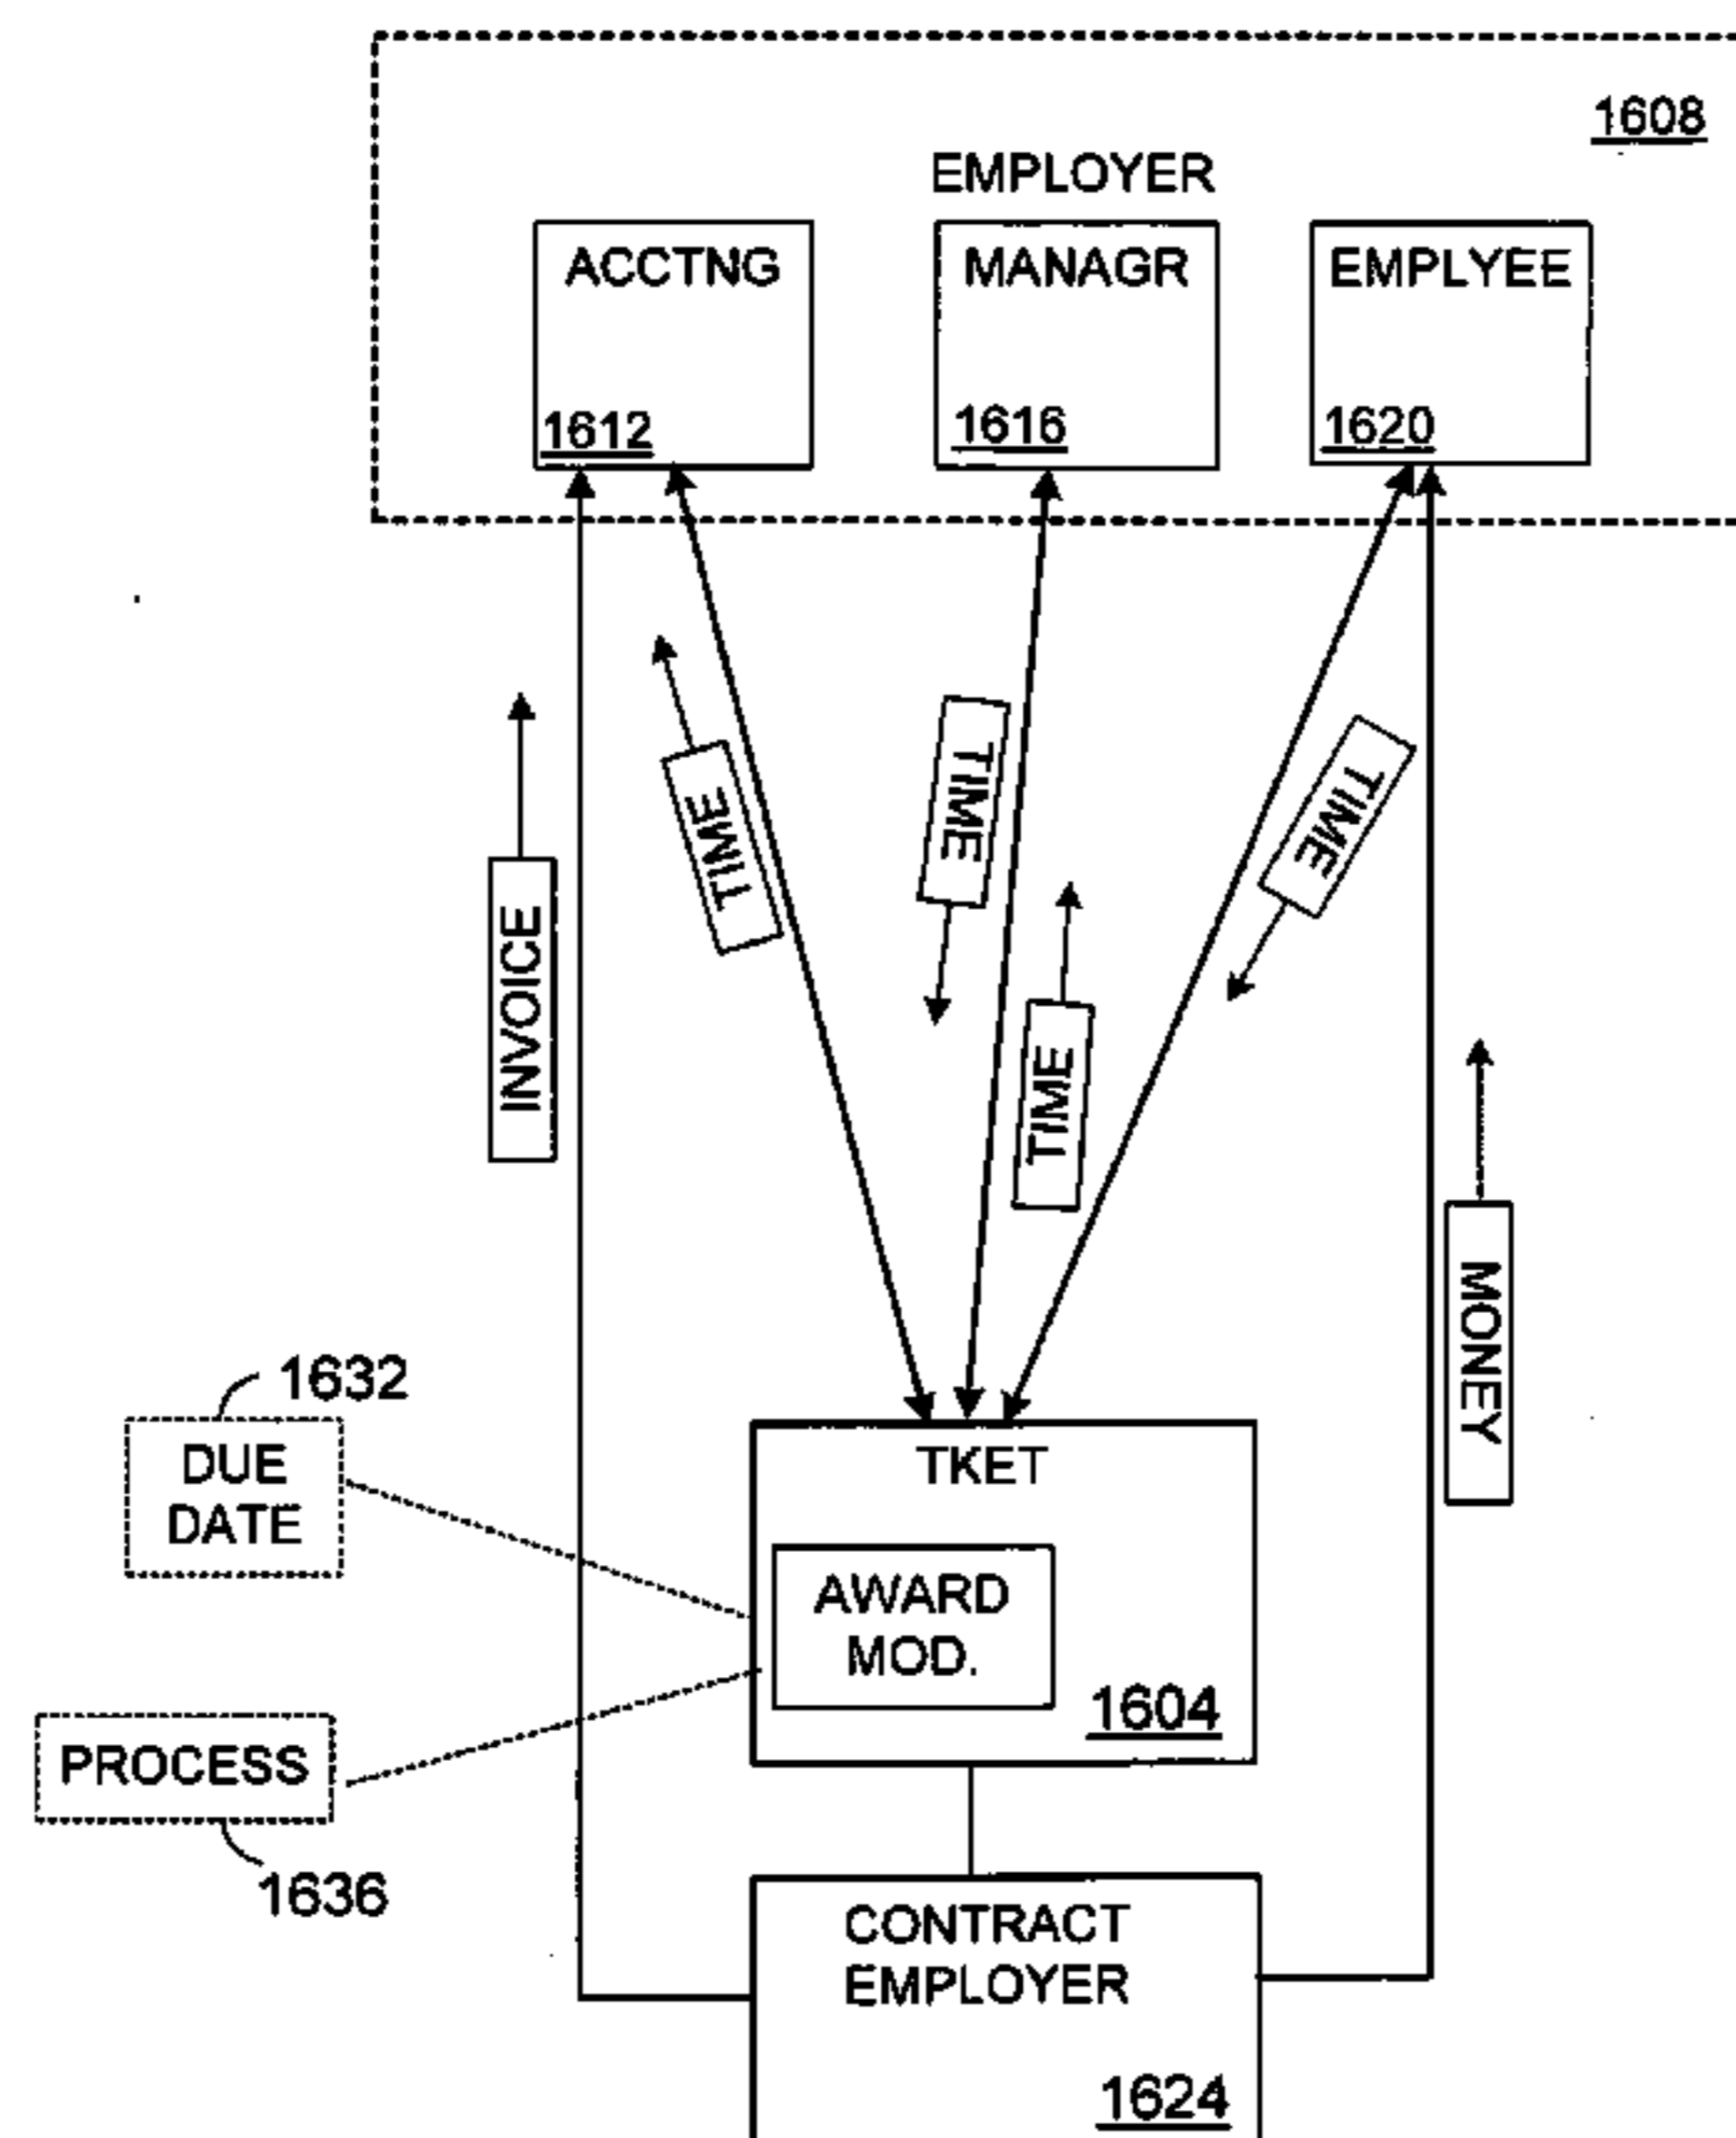 1608
EMPLOYER
ACCTNG
1612
MANAGR
1616
EMPLYEE
1620
INVOICE
TIME
TIME
TIME
TIME
MONEY
1632
DUE
DATE
TKET
AWARD
MOD.
1604
PROCESS
1636
CONTRACT
EMPLOYER
1624